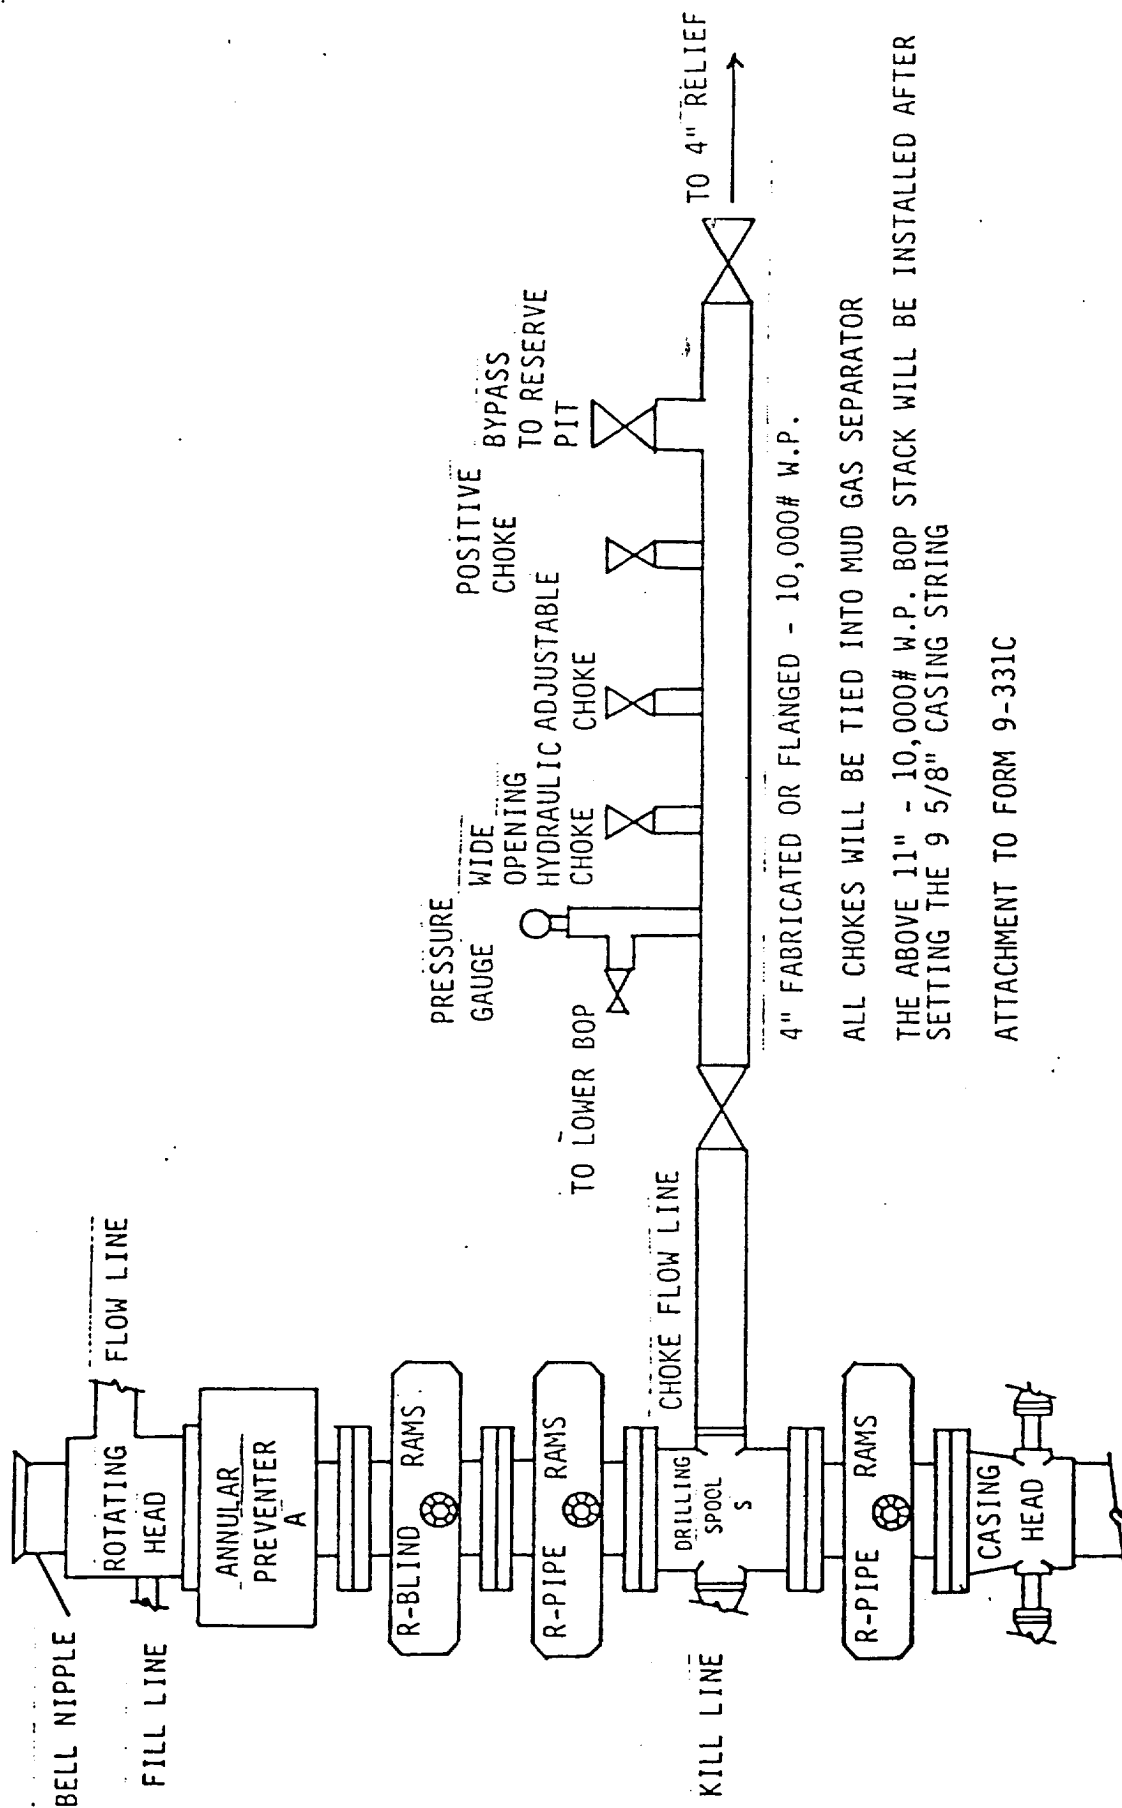 BELL NIPPLE
FILL LINE
FLOW LINE
ROTATING
HEAD
ANNULAR
PREVENTER
A
R-BLIND RAMS
R-PIPE RAMS
KILL LINE
DRILLING
SPOOL
S
CHOKE FLOW LINE
R-PIPE RAMS
CASING
HEAD
TO LOWER BOP
PRESSURE
GAUGE
WIDE
OPENING
HYDRAULIC ADJUSTABLE
CHOKE CHOKE
POSITIVE
CHOKE
BYPASS
TO RESERVE
PIT
TO 4" RELIEF
4" FABRICATED OR FLANGED - 10,000# W.P.
ALL CHOKES WILL BE TIED INTO MUD GAS SEPARATOR
THE ABOVE 11" - 10,000# W.P. BOP STACK WILL BE INSTALLED AFTER
SETTING THE 9 5/8" CASING STRING
ATTACHMENT TO FORM 9-331C